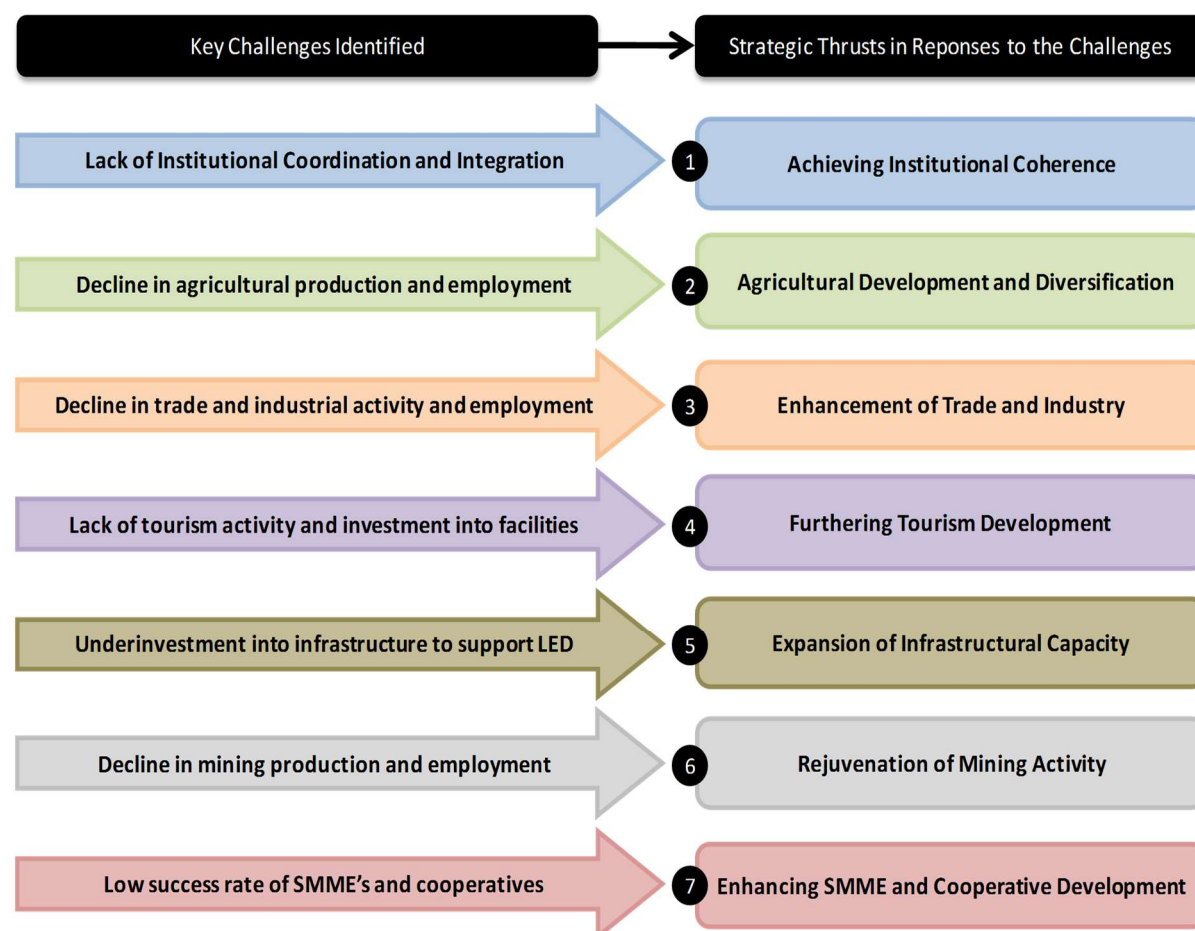 Key Challenges Identified
Strategic Thrusts in Reponses to the Challenges
Lack of Institutional Coordination and Integration
1
Achieving Institutional Coherence
Decline in agricultural production and employment
2
Agricultural Development and Diversification
Decline in trade and industrial activity and employment
3
Enhancement of Trade and Industry
Lack of tourism activity and investment into facilities
4
Furthering Tourism Development
Underinvestment into infrastructure to support LED
5
Expansion of Infrastructural Capacity
Decline in mining production and employment
6
Rejuvenation of Mining Activity
Low success rate of SMME's and cooperatives
7
Enhancing SMME and Cooperative Development